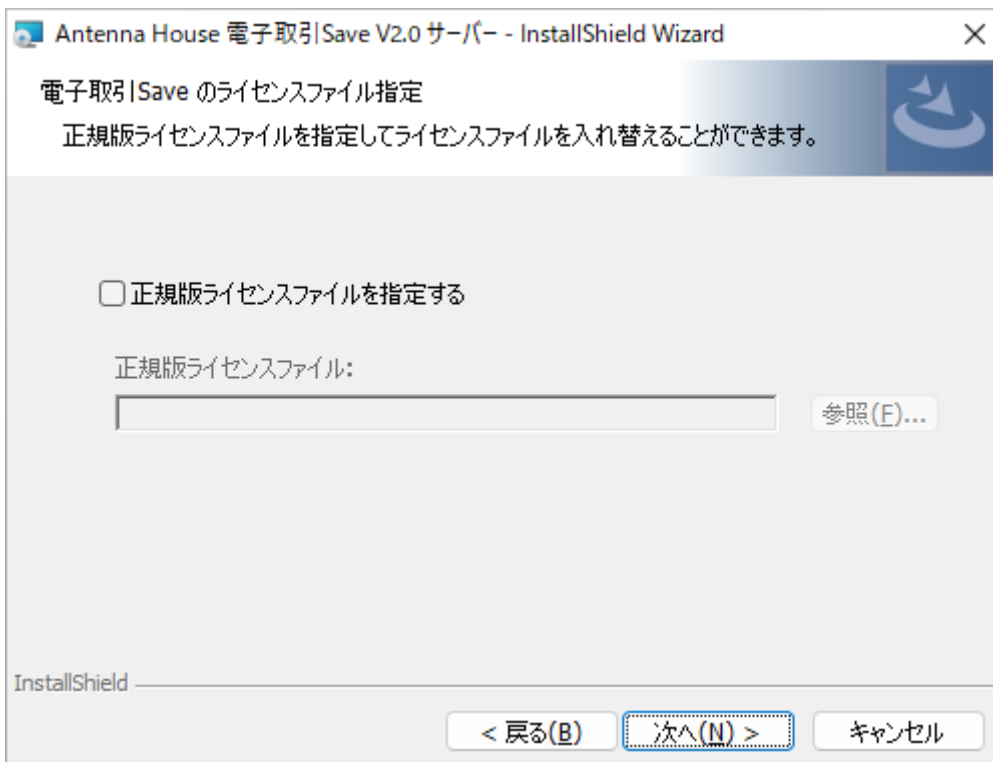 Antenna House 電子取引Save V2.0 サーバー - InstallShield Wizard
電子取引Save のライセンスファイル指定
正規版ライセンスファイルを指定してライセンスファイルを入れ替えることができます。
正規版ライセンスファイルを指定する
正規版ライセンスファイル:
参照(F)...
InstallShield
< 戻る(B)
次へ(N) >
キャンセル